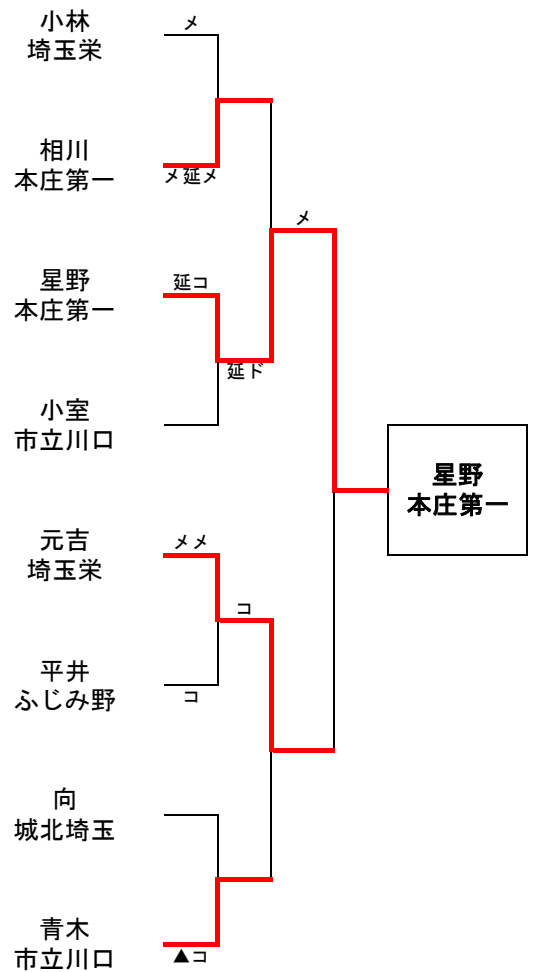 小林
埼玉栄
メ
相川
本庄第一
メ延メ
メ
星野
本庄第一
延コ
延ド
小室
市立川口
星野
本庄第一
元吉
埼玉栄
メメ
コ
平井
ふじみ野
コ
向
城北埼玉
青木
市立川口
▲コ